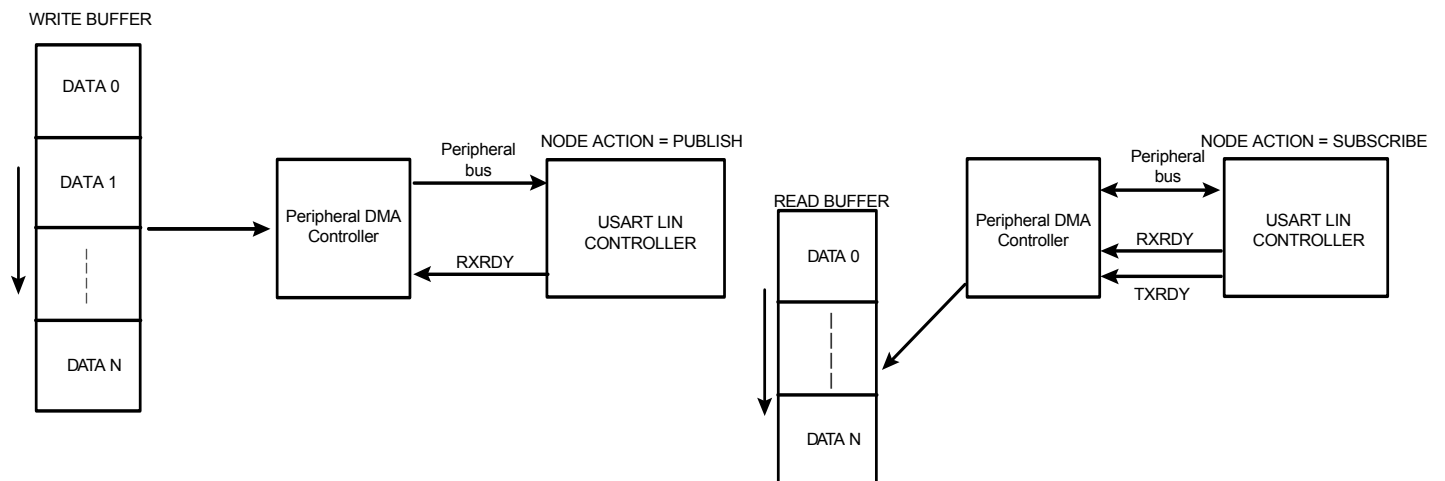 WRITE BUFFER
DATA 0
DATA 1
DATA N
Peripheral DMA
Controller
Peripheral
bus
RXRDY
NODE ACTION = PUBLISH
USART LIN
CONTROLLER
READ BUFFER
DATA 0
DATA N
Peripheral DMA
Controller
Peripheral
bus
RXRDY
TXRDY
NODE ACTION = SUBSCRIBE
USART LIN
CONTROLLER